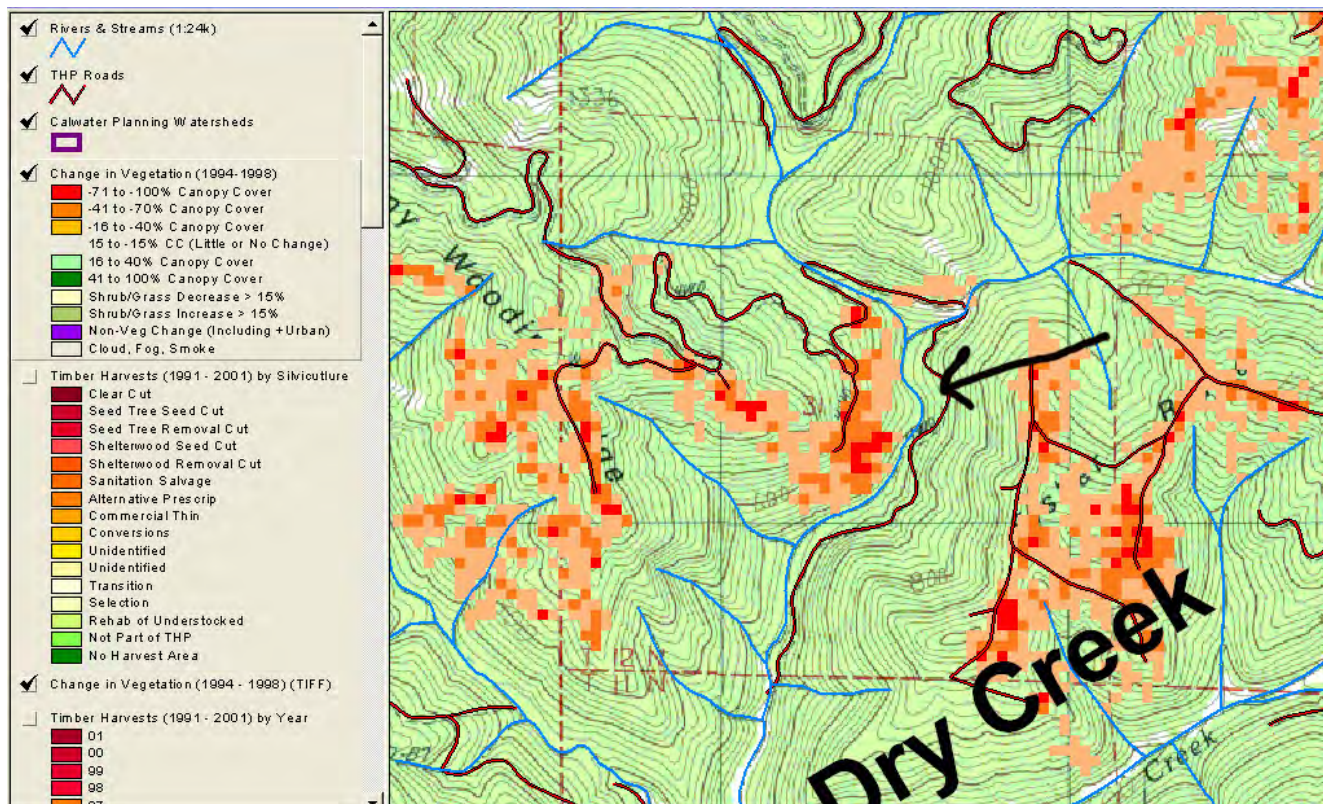 Rivers & Streams (1:24k)
THP Roads
Calwater Planning Watersheds
Change in Vegetation (1994-1998)
-71 to -100% Canopy Cover
-41 to -70% Canopy Cover
-16 to -40% Canopy Cover
15 to -15% CC (Little or No Change)
16 to 40% Canopy Cover
41 to 100% Canopy Cover
Shrub/Grass Decrease > 15%
Shrub/Grass Increase > 15%
Non-Veg Change (Including +Urban)
Cloud, Fog, Smoke
Timber Harvests (1991 - 2001) by Silvicutlure
Clear Cut
Seed Tree Seed Cut
Seed Tree Removal Cut
Shelterwood Seed Cut
Shelterwood Removal Cut
Sanitation Salvage
Alternative Prescrip
Commercial Thin
Conversions
Unidentified
Unidentified
Transition
Selection
Rehab of Understocked
Not Part of THP
No Harvest Area
Change in Vegetation (1994 - 1998) (TIFF)
Timber Harvests (1991 - 2001) by Year
01
00
99
98
Woody
800
T 12 N
T 11 N
Dry Creek
Creek